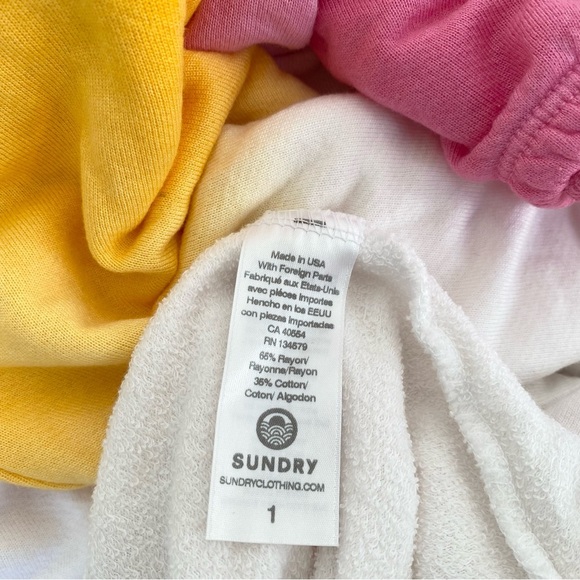 Made in USA
With Foreign Parts
Fabriqué aux Etats-Unis
avec pièces importes
Hencho en los EEUU
con piezas importadas
CA 40554
RN 134579
65% Rayon/
Rayonne/Rayon
35% Cotton/
Coton/ Algodon
SUNDRY
SUNDRYCLOTHING.COM
1